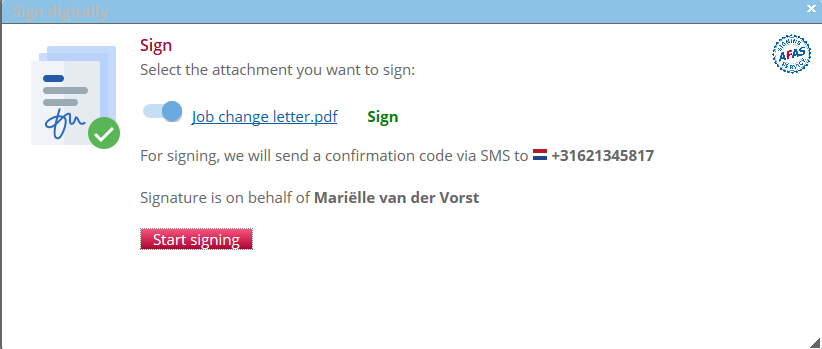 Sign digitally
Sign
SIGNING
AFAS
SERVICE
Select the attachment you want to sign:
Job change letter.pdf Sign
For signing, we will send a confirmation code via SMS to +31621345817
Signature is on behalf of Mariëlle van der Vorst
Start signing